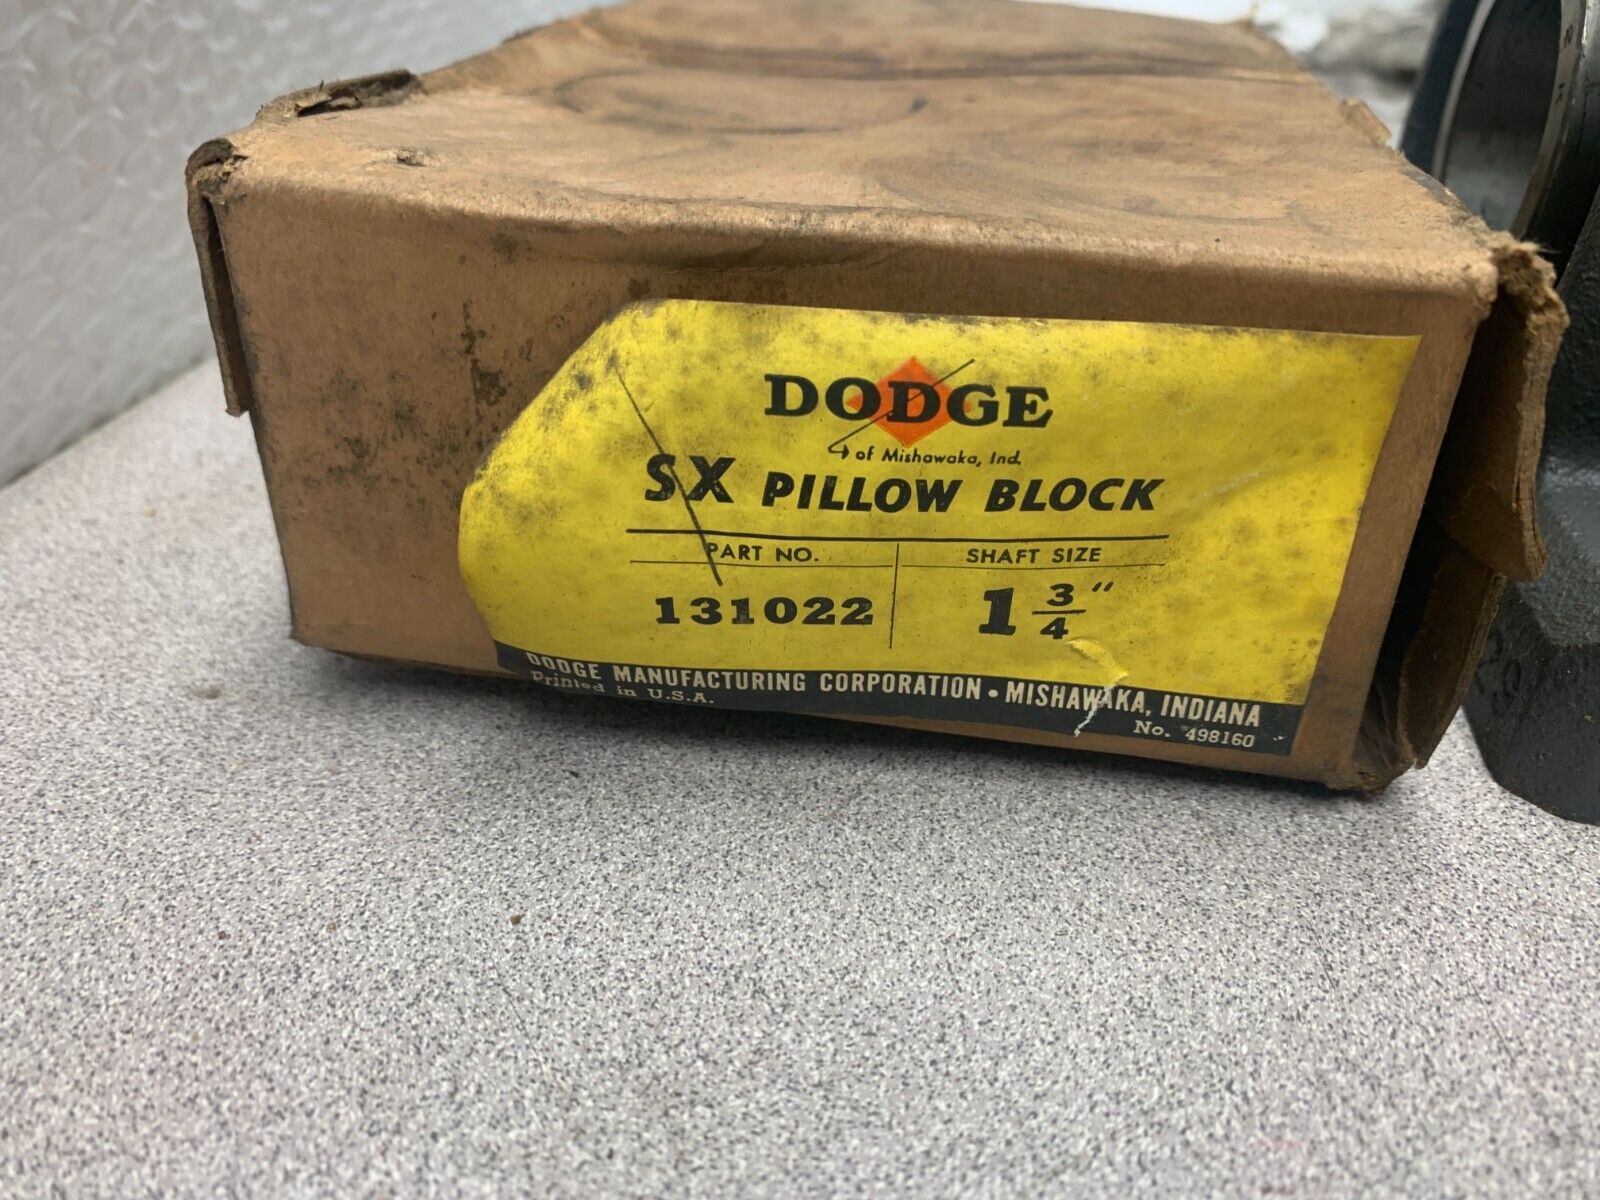 DODGE
of Mishawaka, Ind.
SX PILLOW BLOCK
PART NO. SHAFT SIZE
131022 1 3/4"
DODGE MANUFACTURING CORPORATION • MISHAWAKA, INDIANA
Printed in U.S.A. No. 498160